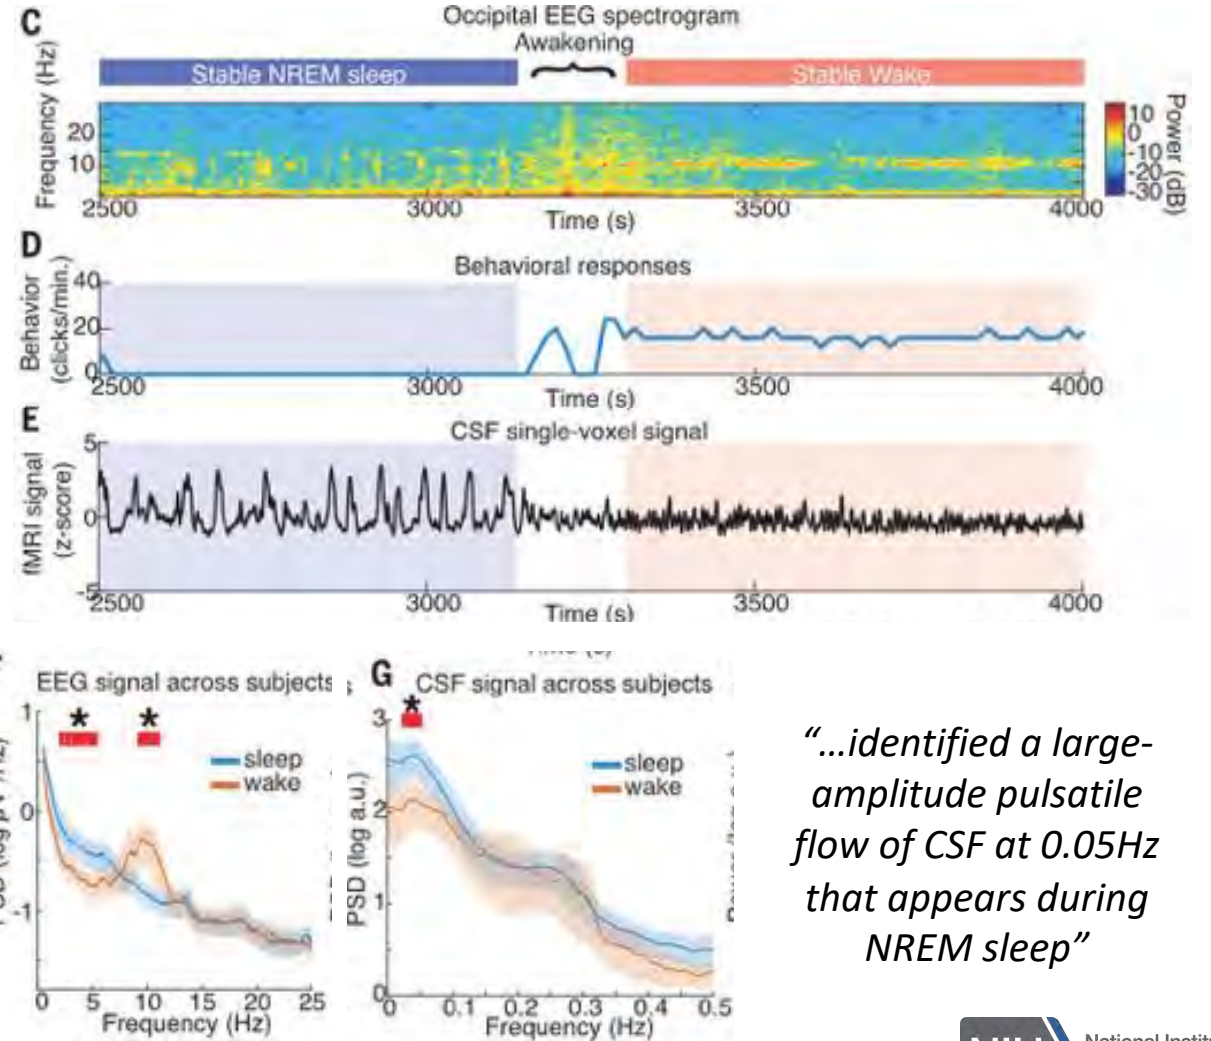 C
Occipital EEG spectrogram
Awakening
Stable NREM sleep
Stable Wake
Frequency (Hz)
20
10
2500
3000
3500
4000
Time (s)
10
0
-10
-20
-30
Power (dB)
D
Behavioral responses
Behavior
(clicks/min.)
40
20
0
2500
3000
3500
4000
Time (s)
E
CSF single-voxel signal
fMRI signal
(z-score)
5
0
-5
2500
3000
3500
4000
Time (s)
EEG signal across subjects
1
0
-1
* *
sleep
wake
0 5 10 15 20 25
Frequency (Hz)
G
CSF signal across subjects
*
PSD (log a.u.)
3
2
1
0
sleep
wake
0 0.1 0.2 0.3 0.4 0.5
Frequency (Hz)
“…identified a large-
amplitude pulsatile
flow of CSF at 0.05Hz
that appears during
NREM sleep”